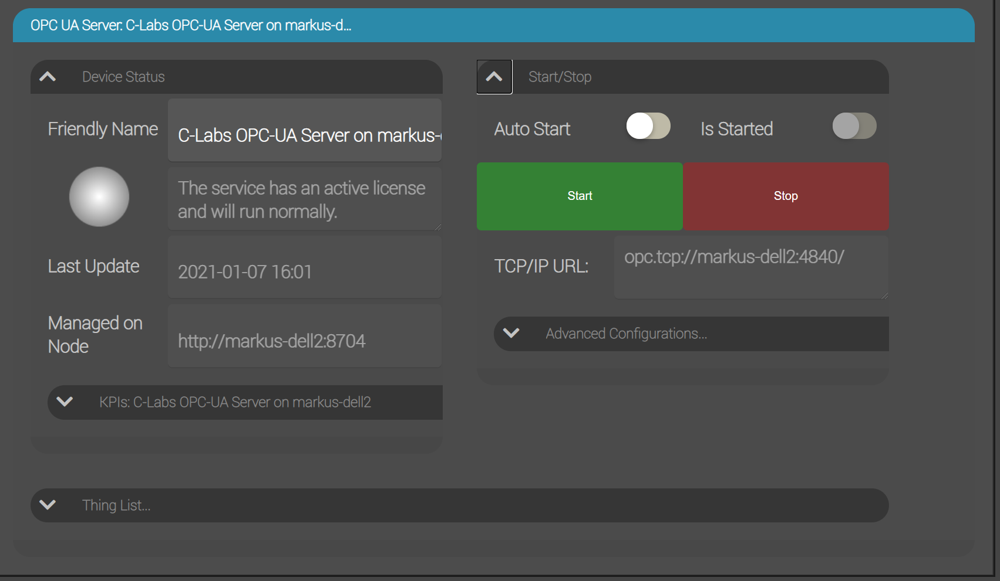 OPC UA Server: C-Labs OPC-UA Server on markus-d...
Device Status
Friendly Name
C-Labs OPC-UA Server on markus-
The service has an active license
and will run normally.
Last Update
2021-01-07 16:01
Managed on
Node
http://markus-dell2:8704
KPIs: C-Labs OPC-UA Server on markus-dell2
Start/Stop
Auto Start
Is Started
Start
Stop
TCP/IP URL:
opc.tcp://markus-dell2:4840/
Advanced Configurations...
Thing List...